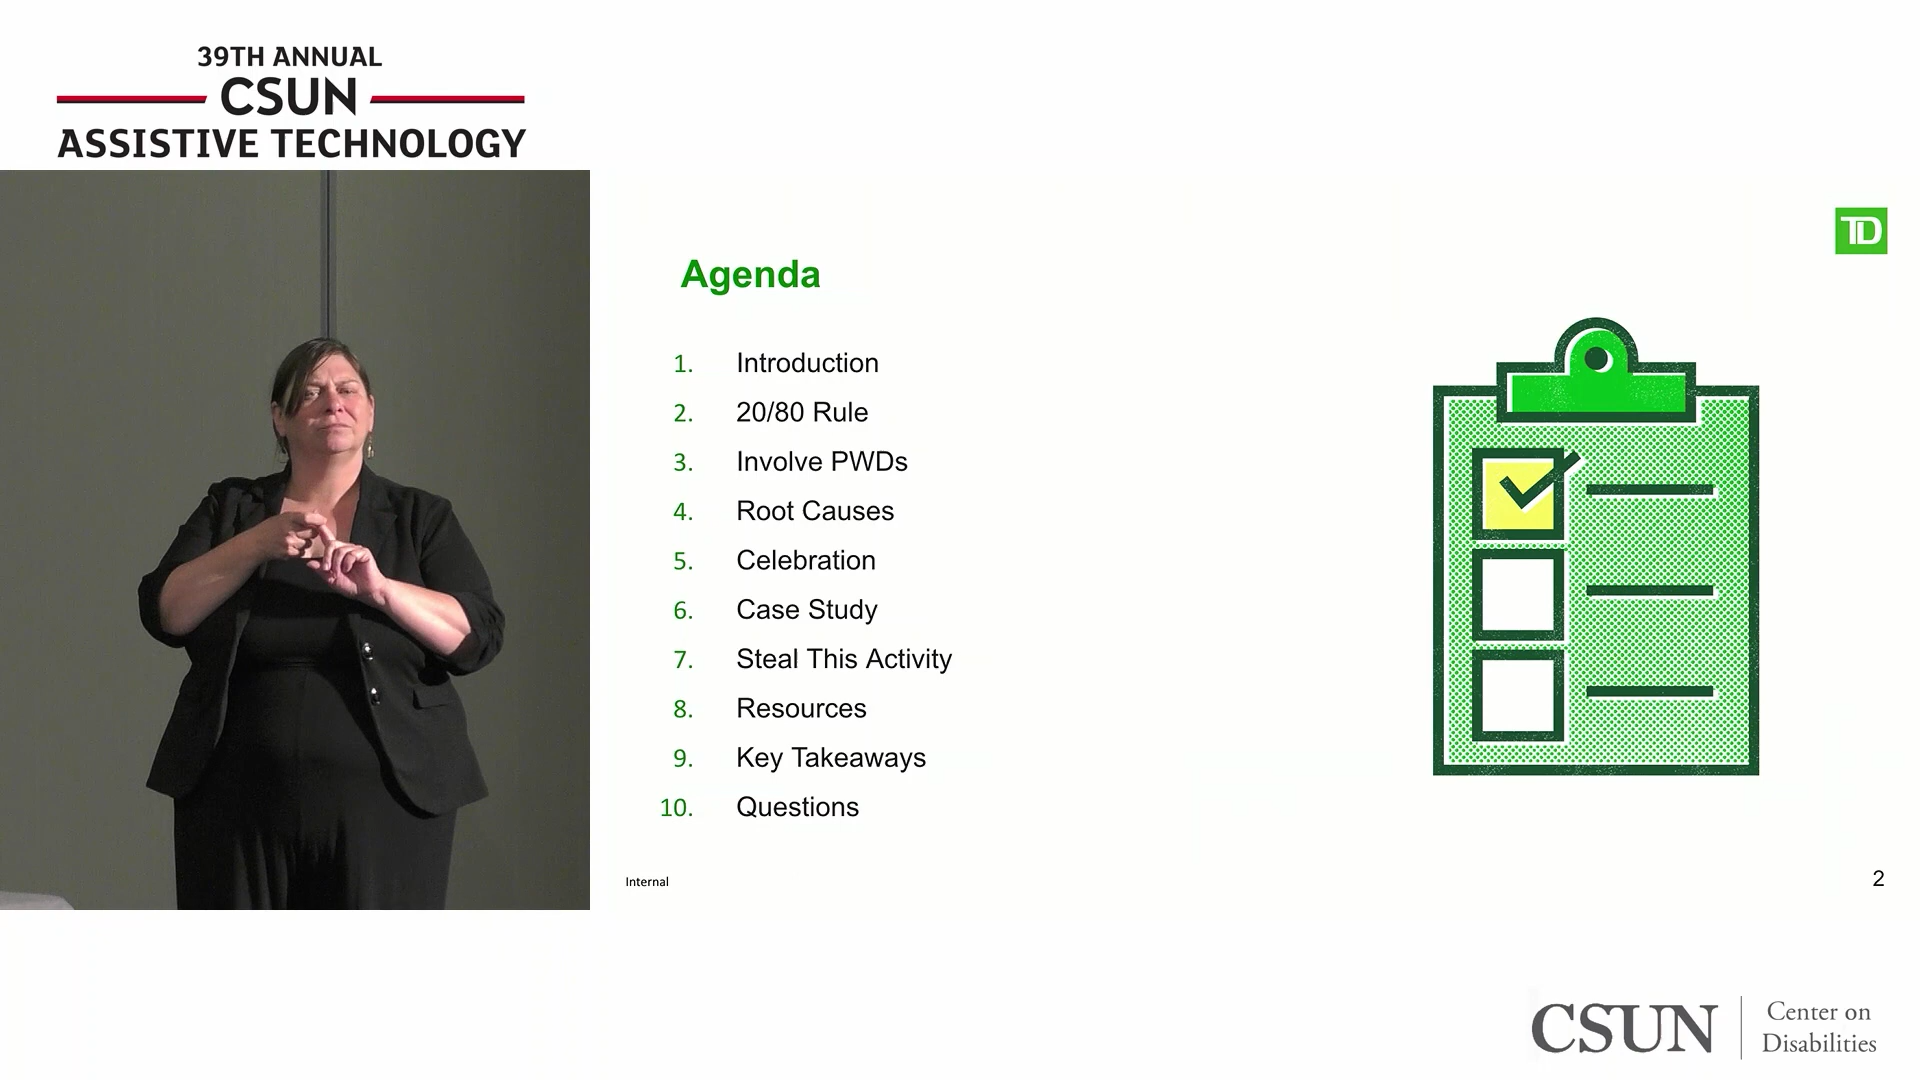 39TH ANNUAL
CSUN
ASSISTIVE TECHNOLOGY
TD
Agenda
1. Introduction
2. 20/80 Rule
3. Involve PWDs
4. Root Causes
5. Celebration
6. Case Study
7. Steal This Activity
8. Resources
9. Key Takeaways
10. Questions
Internal
2
CSUN
Center on
Disabilities